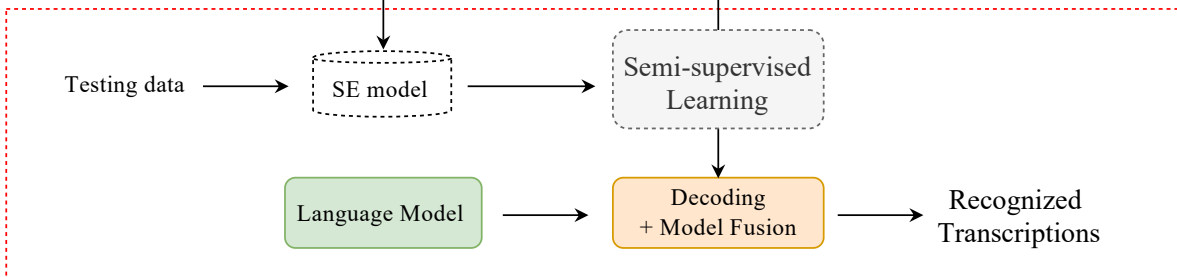 Testing data
SE model
Semi-supervised
Learning
Language Model
Decoding
+ Model Fusion
Recognized
Transcriptions